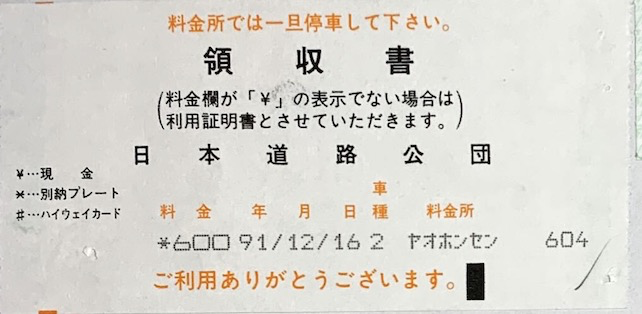 料金所では一旦停車して下さい。
領収書
(料金欄が「¥」の表示でない場合は
利用証明書とさせていただきます。)
日本道路公団
¥…現 金
*…別納プレート
#…ハイウェイカード
料金 年 月 日 車種 料金所
*600 91/12/16 2 ヤオホンセン 604
ご利用ありがとうございます。